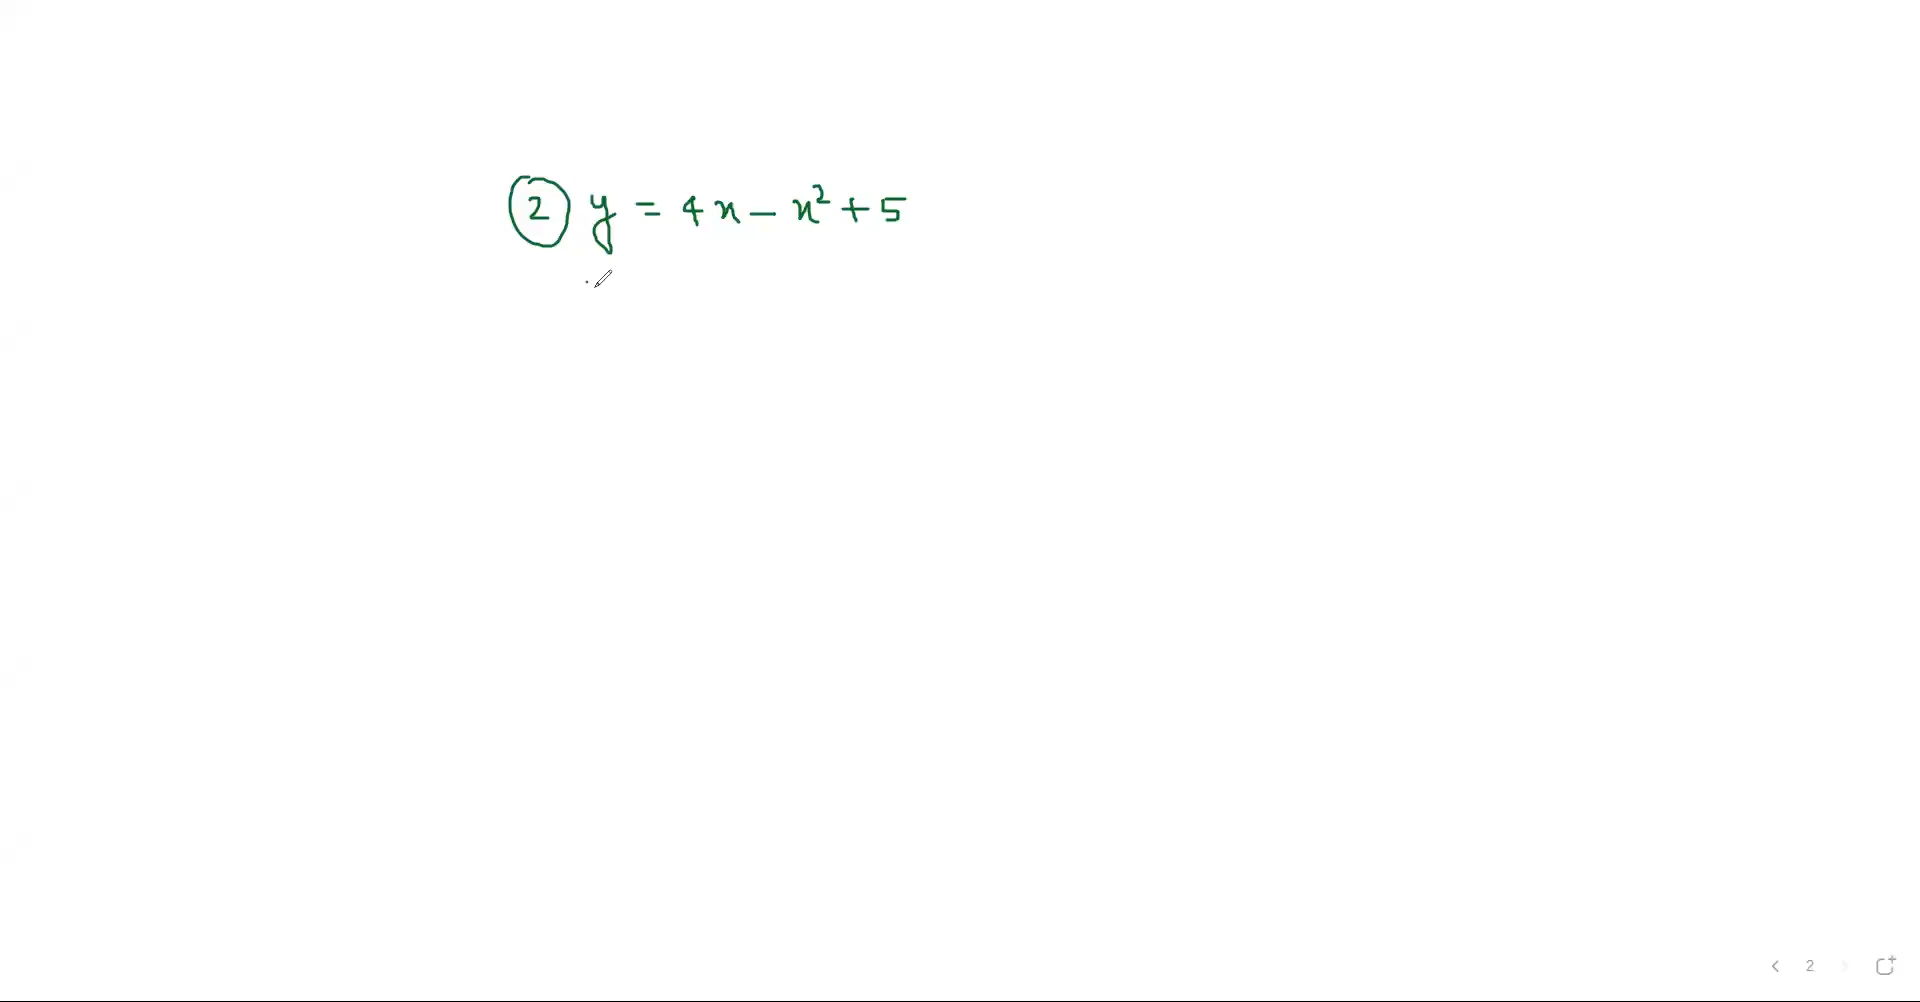 ② y = 4x - x² + 5
2